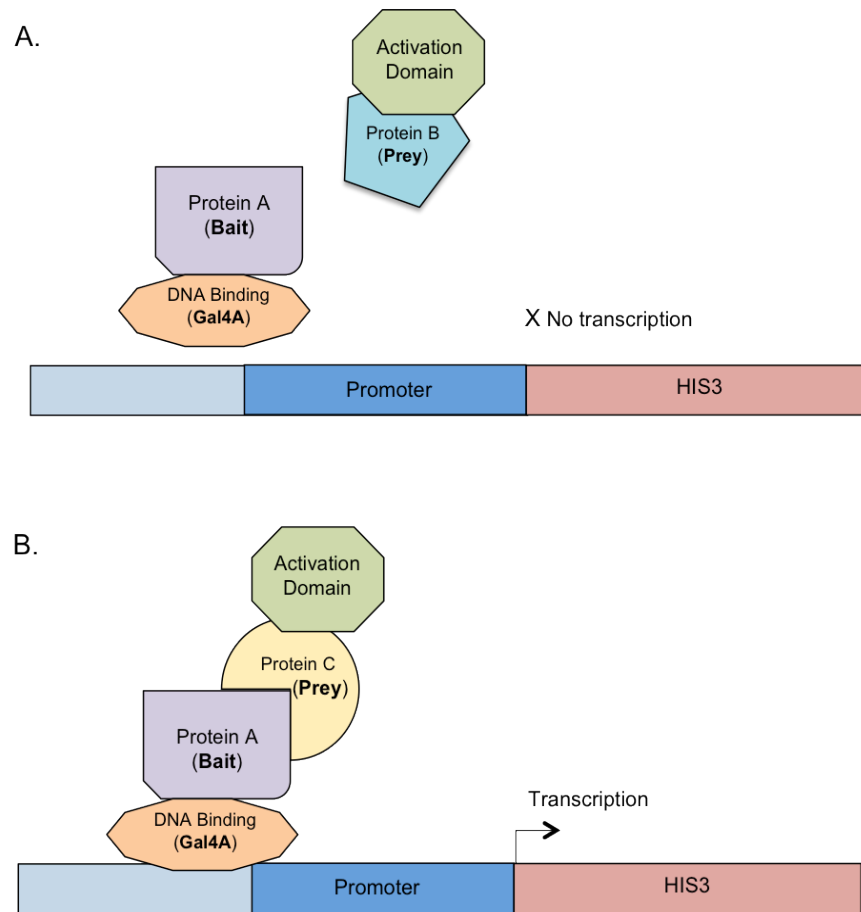 A.
Activation
Domain
Protein B
(Prey)
Protein A
(Bait)
DNA Binding
(Gal4A)
X No transcription
Promoter
HIS3
B.
Activation
Domain
Protein C
(Prey)
Protein A
(Bait)
DNA Binding
(Gal4A)
Transcription
Promoter
HIS3